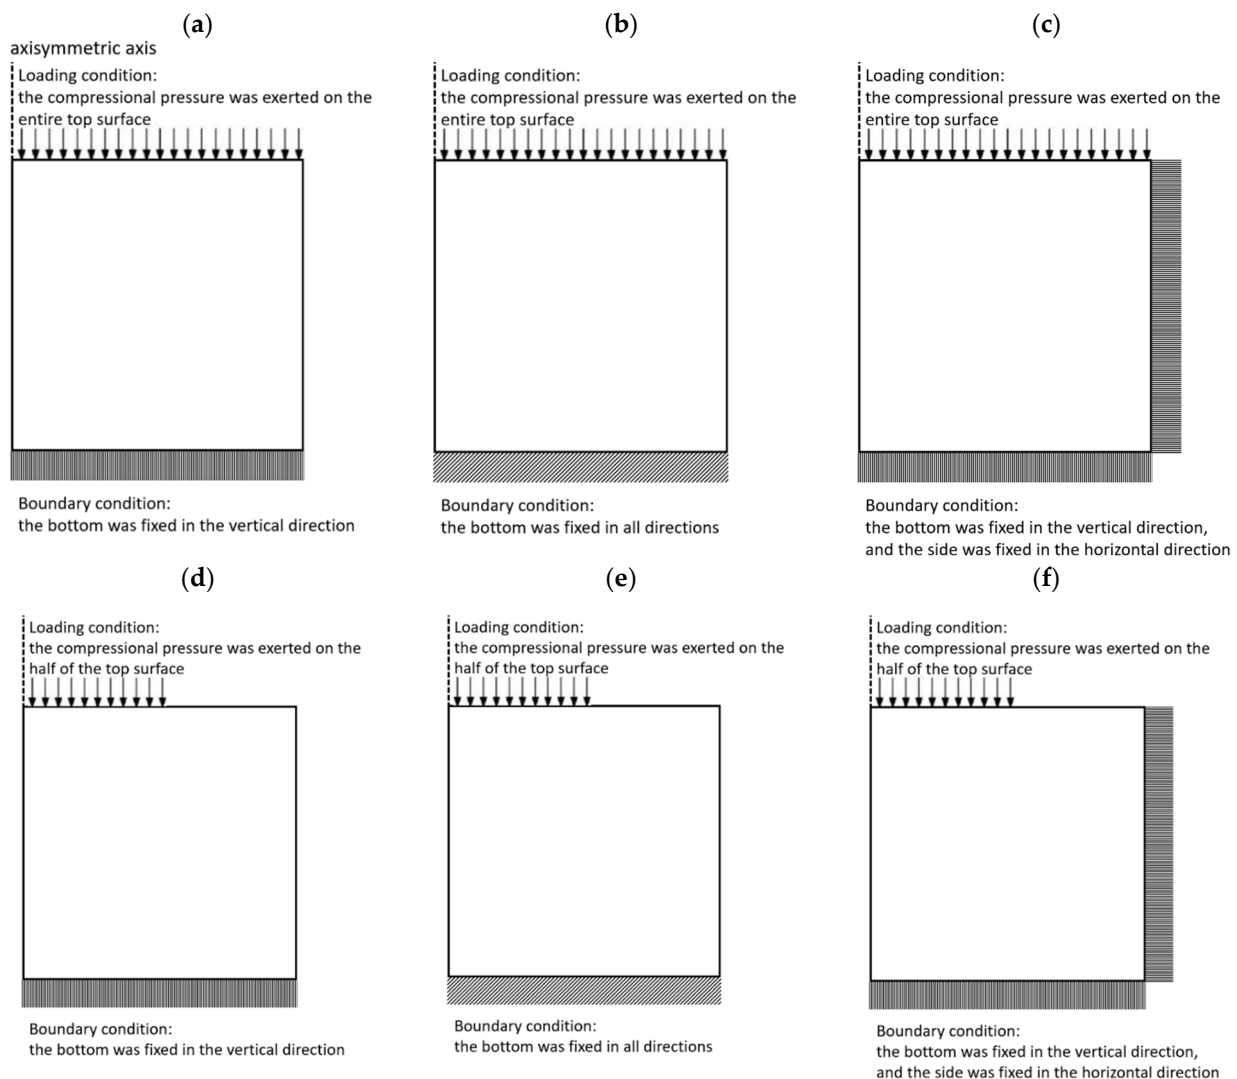 (a)
axisymmetric axis
Loading condition:
the compressional pressure was exerted on the
entire top surface
Boundary condition:
the bottom was fixed in the vertical direction
(b)
Loading condition:
the compressional pressure was exerted on the
entire top surface
Boundary condition:
the bottom was fixed in all directions
(c)
Loading condition:
the compressional pressure was exerted on the
entire top surface
Boundary condition:
the bottom was fixed in the vertical direction,
and the side was fixed in the horizontal direction
(d)
Loading condition:
the compressional pressure was exerted on the
half of the top surface
Boundary condition:
the bottom was fixed in the vertical direction
(e)
Loading condition:
the compressional pressure was exerted on the
half of the top surface
Boundary condition:
the bottom was fixed in all directions
(f)
Loading condition:
the compressional pressure was exerted on the
half of the top surface
Boundary condition:
the bottom was fixed in the vertical direction,
and the side was fixed in the horizontal direction